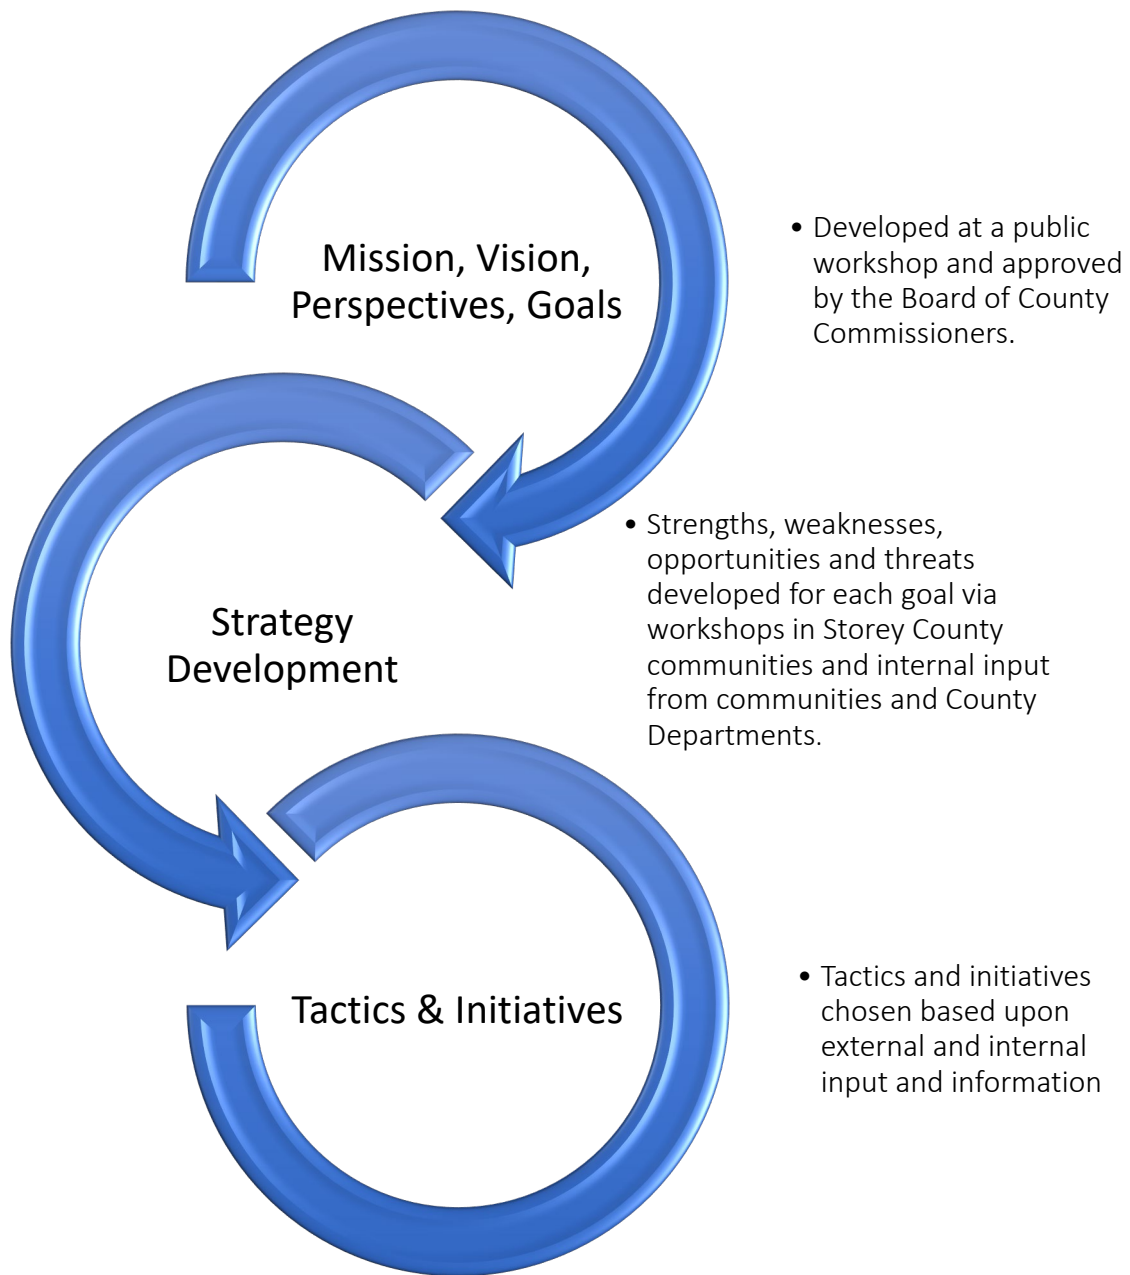 Mission, Vision,
Perspectives, Goals
• Developed at a public
workshop and approved
by the Board of County
Commissioners.
Strategy
Development
• Strengths, weaknesses,
opportunities and threats
developed for each goal via
workshops in Storey County
communities and internal input
from communities and County
Departments.
Tactics & Initiatives
• Tactics and initiatives
chosen based upon
external and internal
input and information